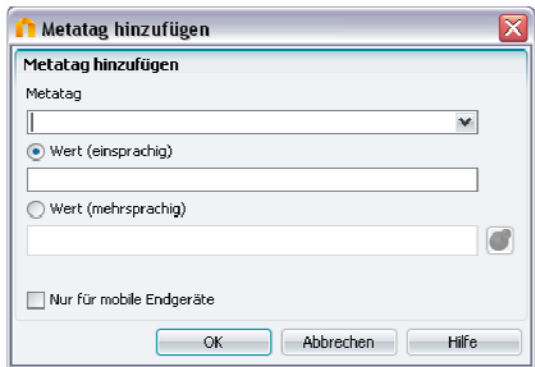 Metatag hinzufügen
Metatag hinzufügen
Metatag
Wert (einsprachig)
Wert (mehrsprachig)
Nur für mobile Endgeräte
OK Abbrechen Hilfe